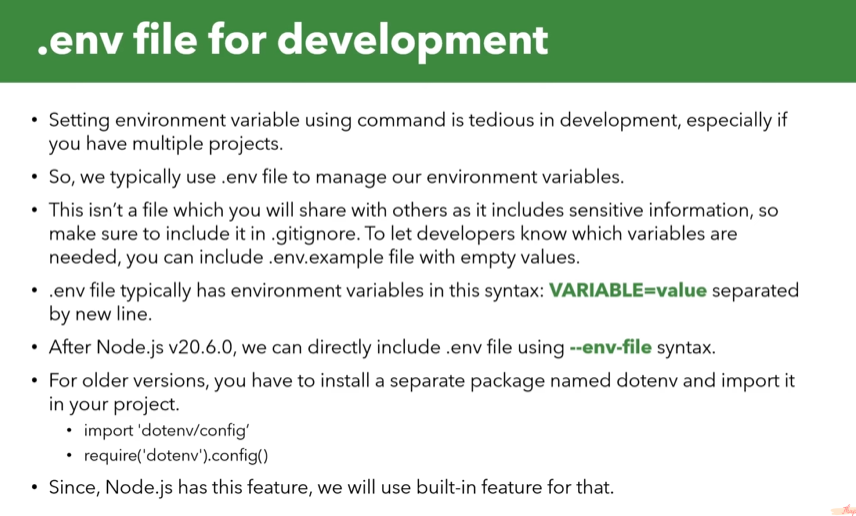 .env file for development
• Setting environment variable using command is tedious in development, especially if
you have multiple projects.
• So, we typically use .env file to manage our environment variables.
• This isn't a file which you will share with others as it includes sensitive information, so
make sure to include it in .gitignore. To let developers know which variables are
needed, you can include .env.example file with empty values.
• .env file typically has environment variables in this syntax: VARIABLE=value separated
by new line.
• After Node.js v20.6.0, we can directly include .env file using --env-file syntax.
• For older versions, you have to install a separate package named dotenv and import it
in your project.
• import 'dotenv/config'
• require('dotenv').config()
• Since, Node.js has this feature, we will use built-in feature for that.